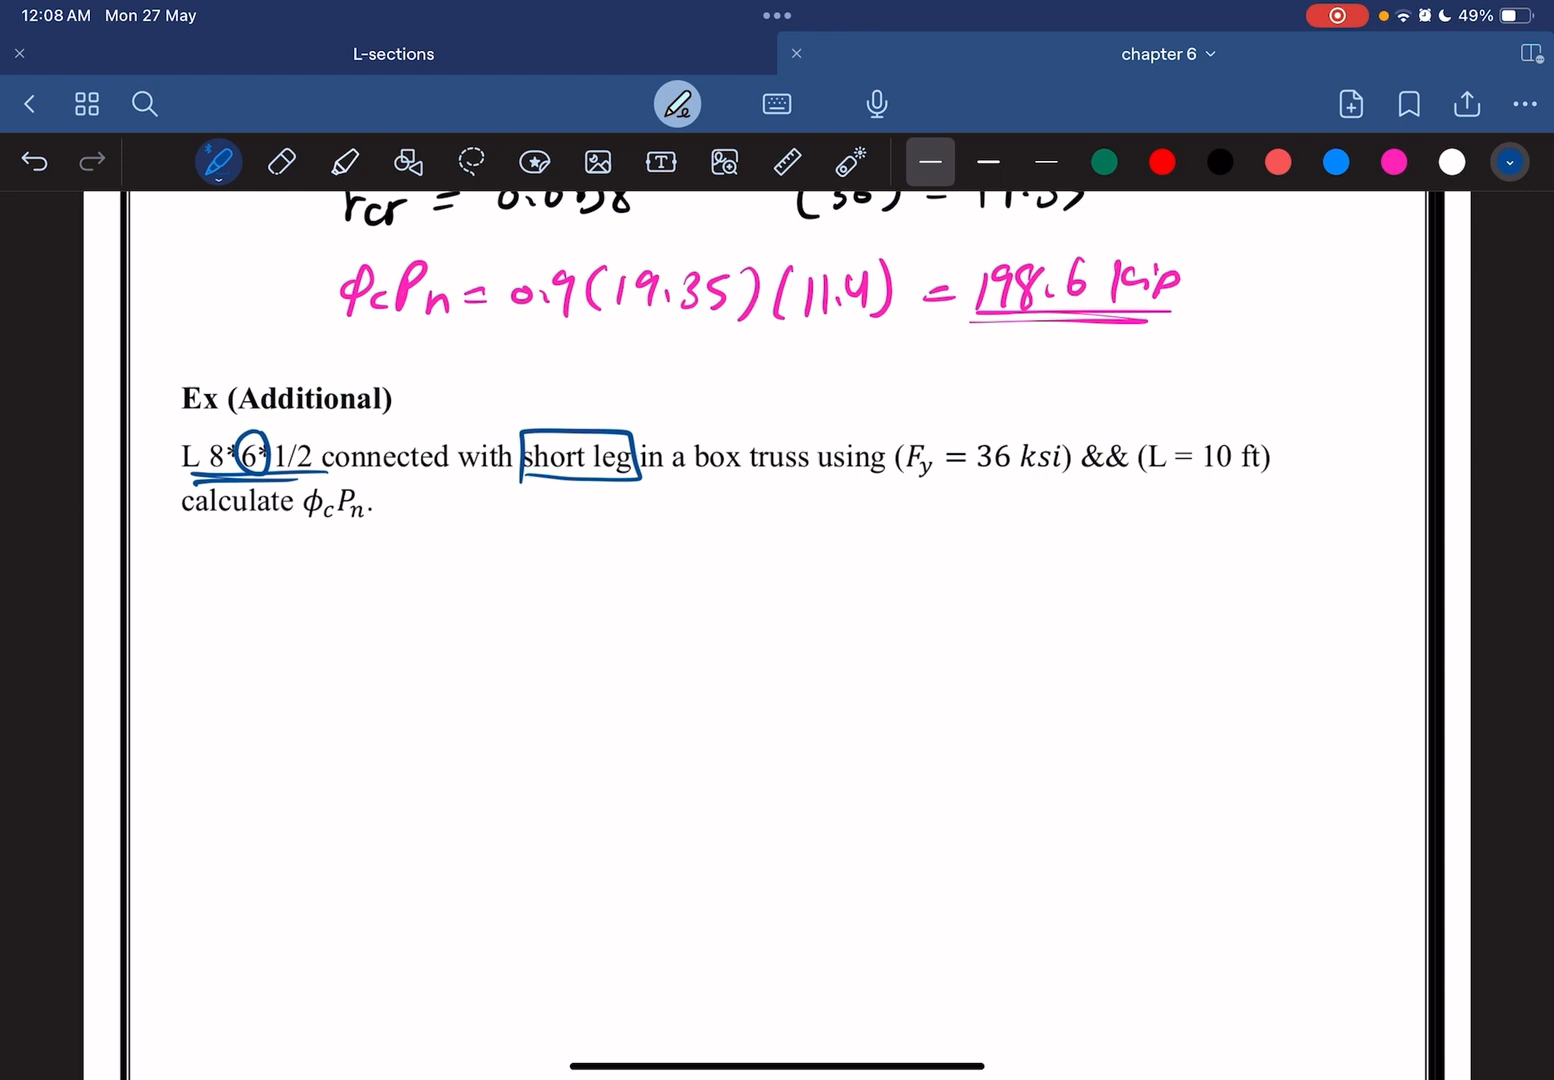 12:08 AM Mon 27 May
49%
L-sections
chapter 6
ϕcPn = 0.9(19.35)(11.4) = 198.6 kip
Ex (Additional)
L 8*6*1/2 connected with short leg in a box truss using (Fy = 36 ksi) && (L = 10 ft)
calculate ϕcPn.